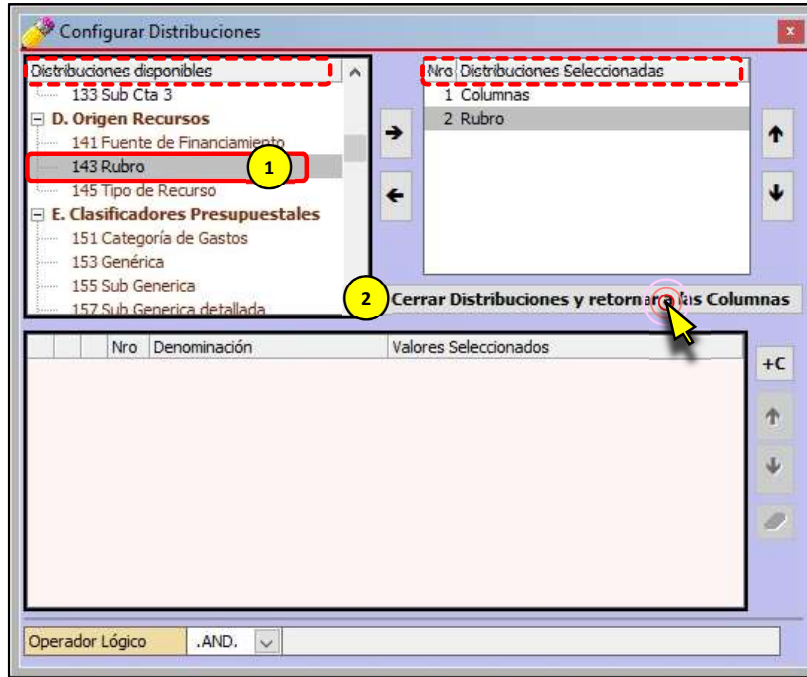 Configurar Distribuciones
x
Distribuciones disponibles
133 Sub Cta 3
D. Origen Recursos
141 Fuente de Financiamiento
143 Rubro
1
145 Tipo de Recurso
E. Clasificadores Presupuestales
151 Categoría de Gastos
153 Genérica
155 Sub Generica
157 Sub Generica detallada
Nro Distribuciones Seleccionadas
1 Columnas
2 Rubro
2
Cerrar Distribuciones y retornar a las Columnas
Nro Denominación Valores Seleccionados
+C
Operador Lógico .AND.